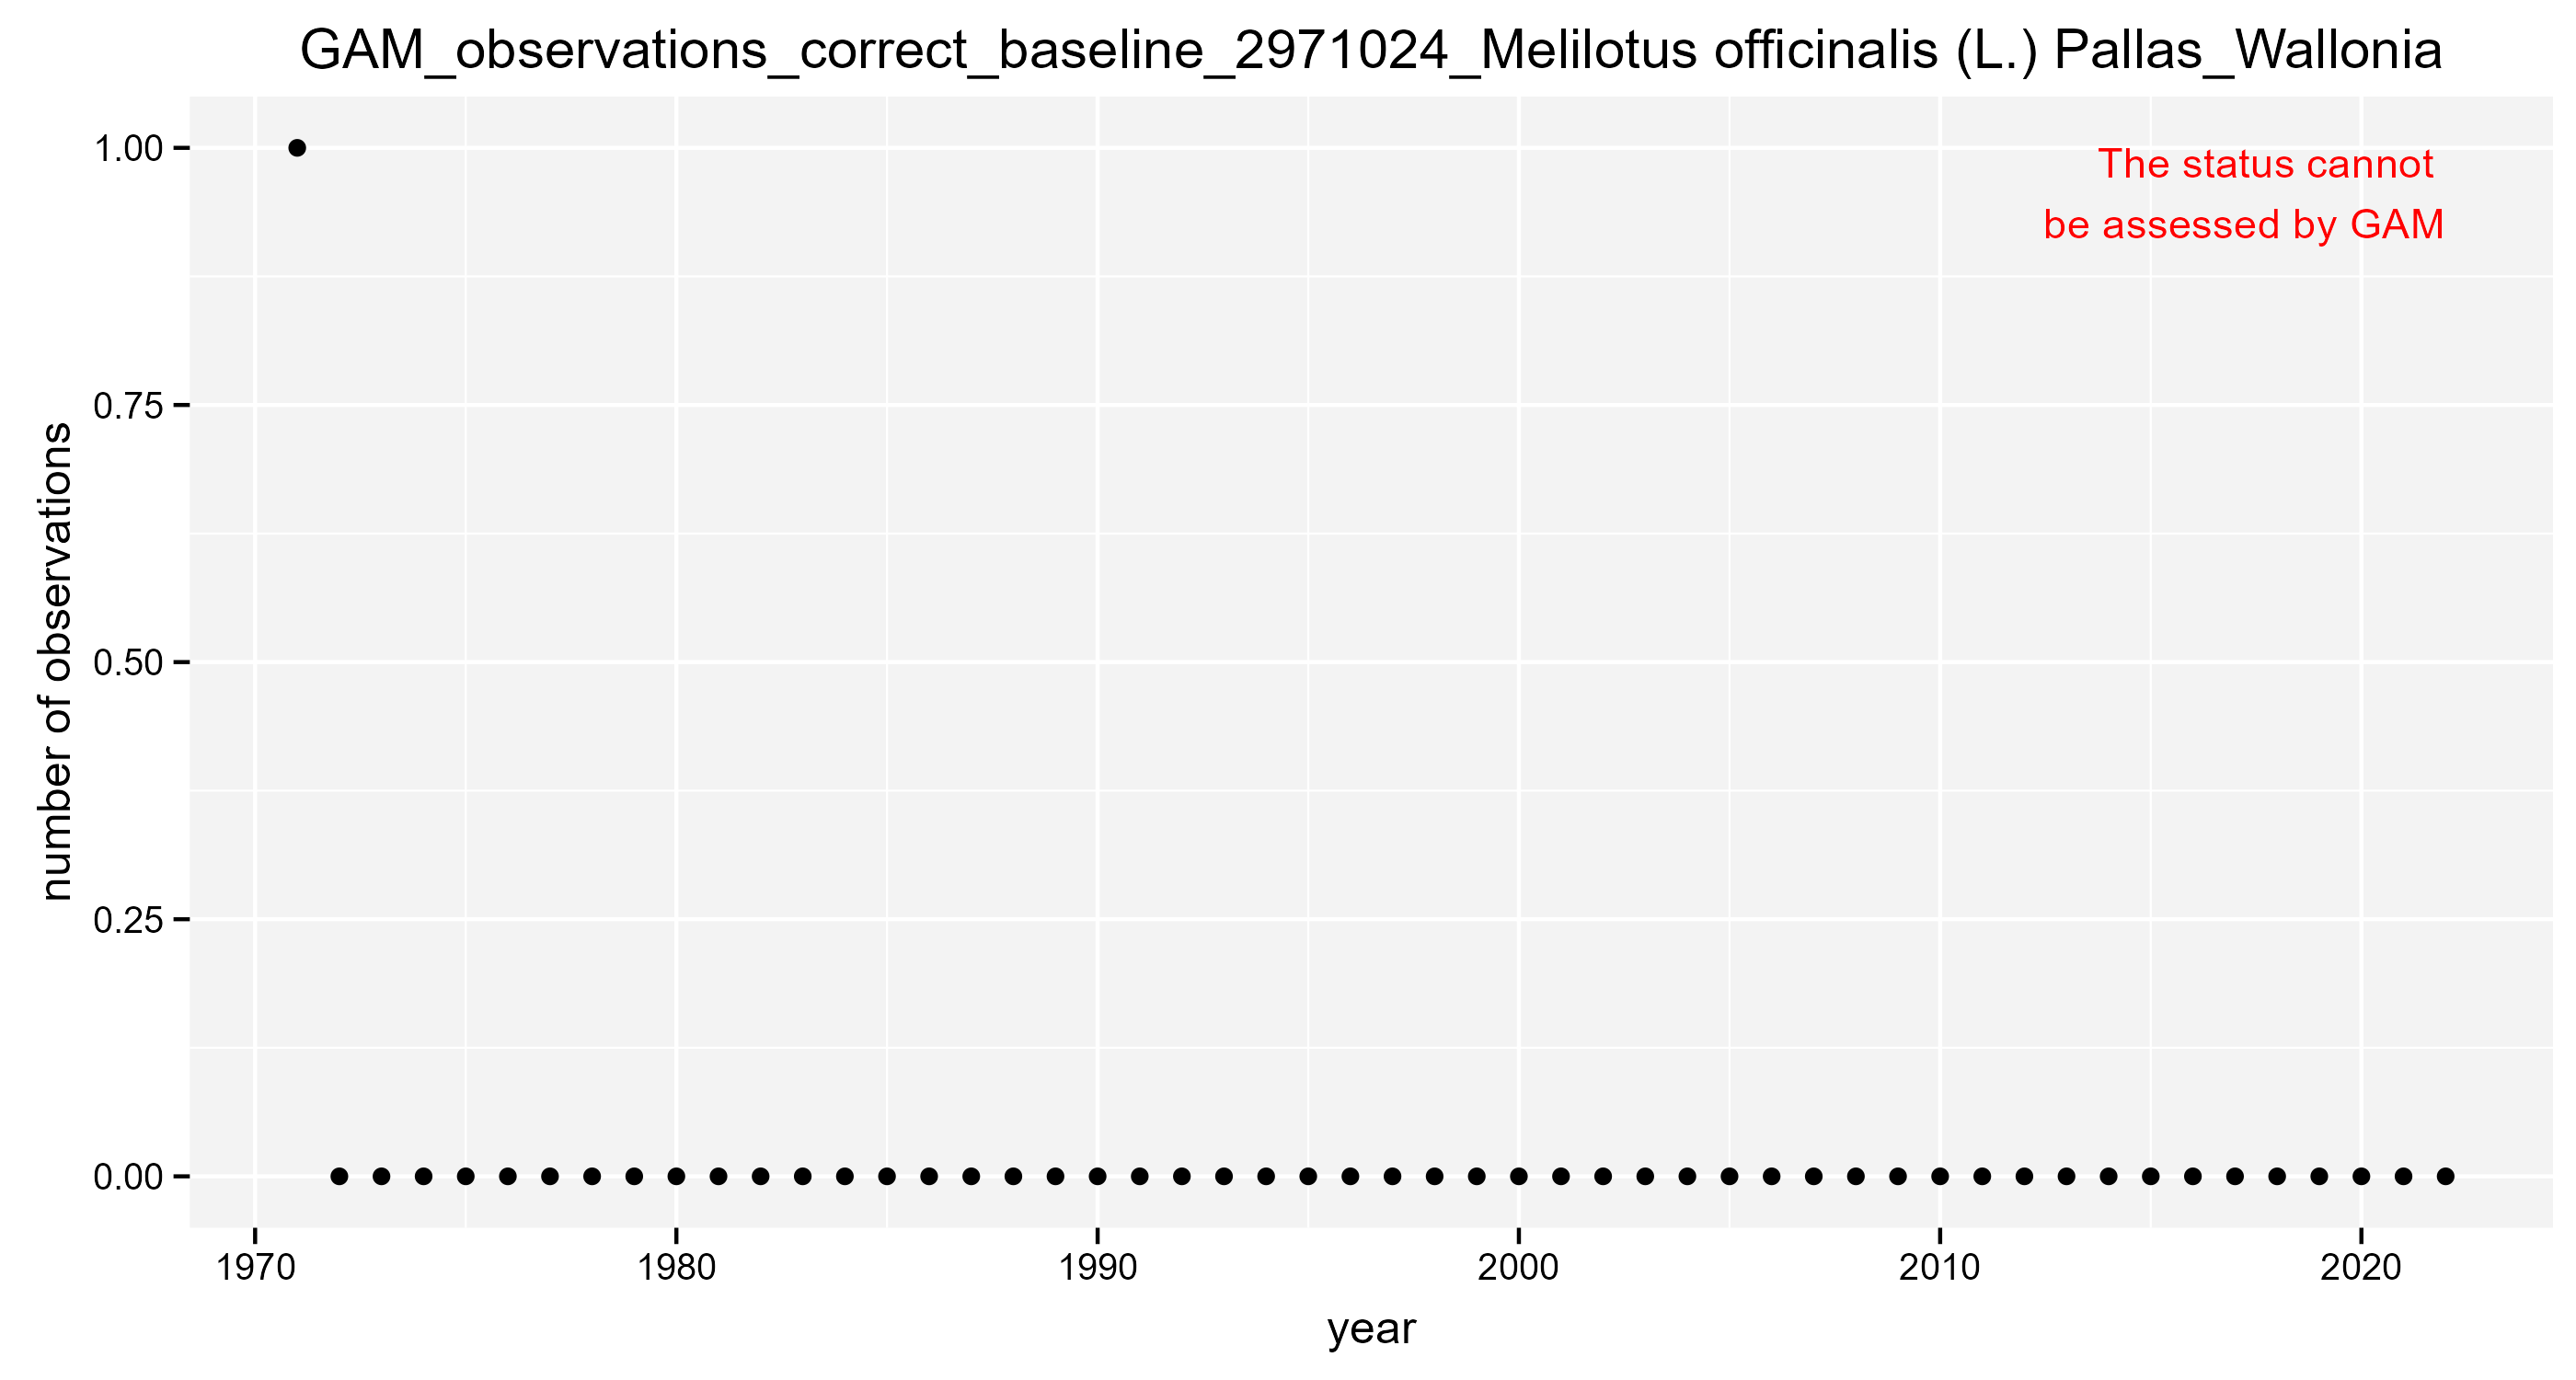 GAM_observations_correct_baseline_2971024_Melilotus officinalis (L.) Pallas_Wallonia
The status cannot
be assessed by GAM
number of observations
1.00
0.75
0.50
0.25
0.00
1970 1980 1990 2000 2010 2020
year